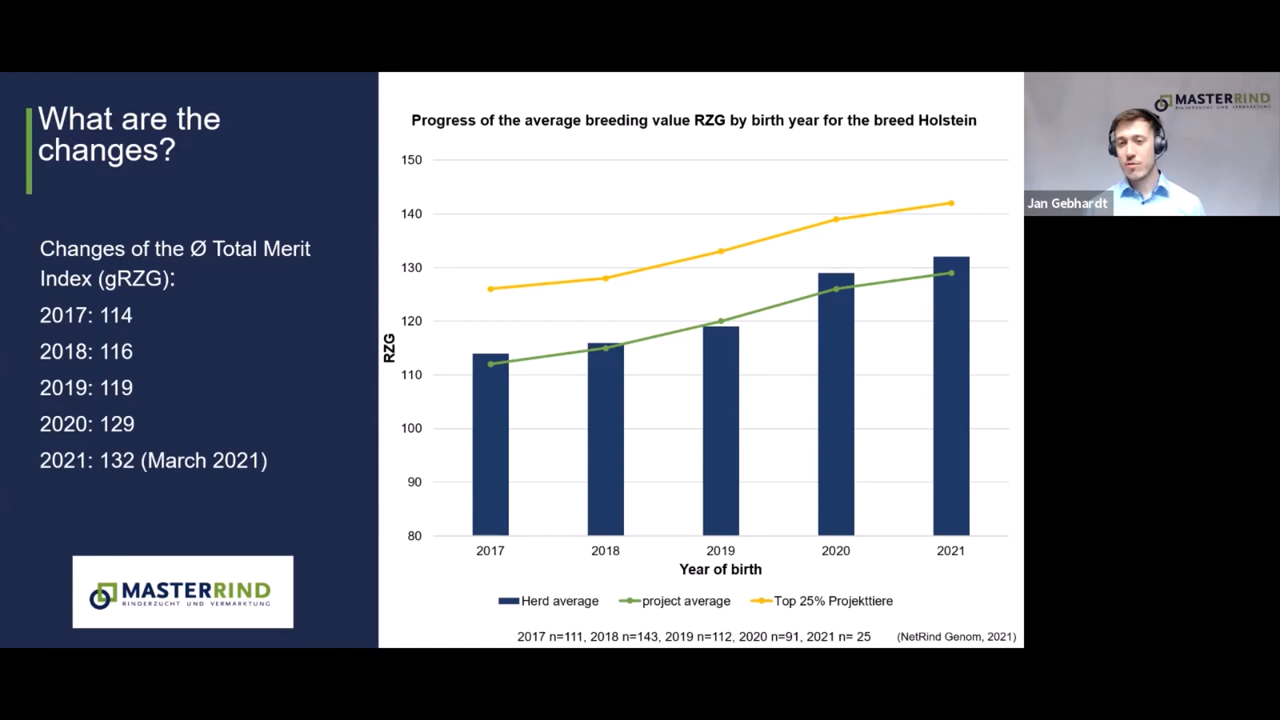 What are the
changes?
Changes of the Ø Total Merit
Index (gRZG):
2017: 114
2018: 116
2019: 119
2020: 129
2021: 132 (March 2021)
MASTERRIND
RINDERZUCHT UND VERMARKTUNG
Progress of the average breeding value RZG by birth year for the breed Holstein
150
140
130
120
110
100
90
80
RZG
2017 2018 2019 2020 2021
Year of birth
Herd average project average Top 25% Projekttiere
2017 n=111, 2018 n=143, 2019 n=112, 2020 n=91, 2021 n= 25 (NetRind Genom, 2021)
MASTERRIND
RINDERZUCHT UND VERMARKTUNG
Jan Gebhardt